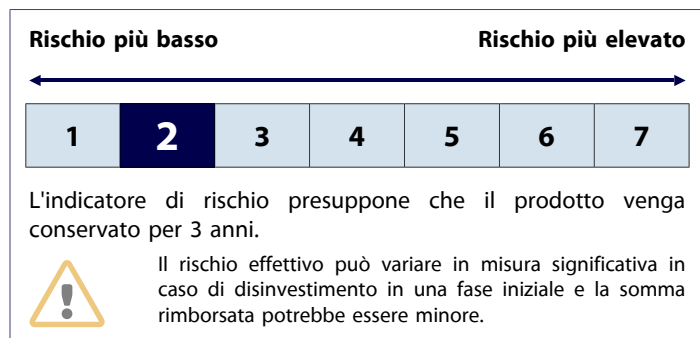 Rischio più basso Rischio più elevato
1 2 3 4 5 6 7
L'indicatore di rischio presuppone che il prodotto venga
conservato per 3 anni.
Il rischio effettivo può variare in misura significativa in
caso di disinvestimento in una fase iniziale e la somma
rimborsata potrebbe essere minore.